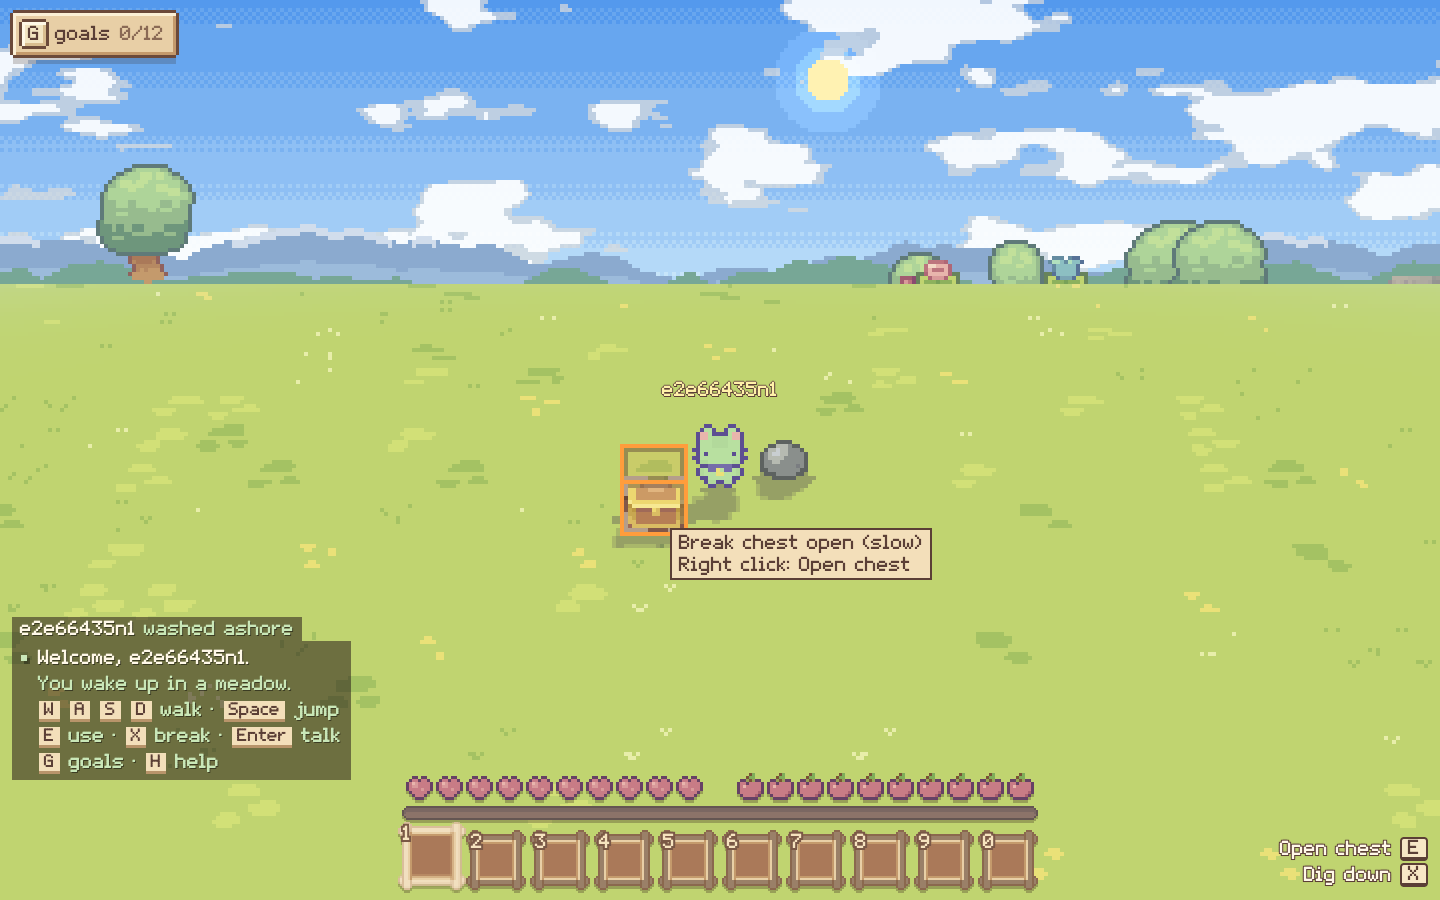 G goals 0/12
e2e66435n1
Break chest open (slow)
Right click: Open chest
e2e66435n1 washed ashore
Welcome, e2e66435n1.
You wake up in a meadow.
W A S D walk · Space jump
E use · X break · Enter talk
G goals · H help
1 2 3 4 5 6 7 8 9 0
Open chest E
Dig down X